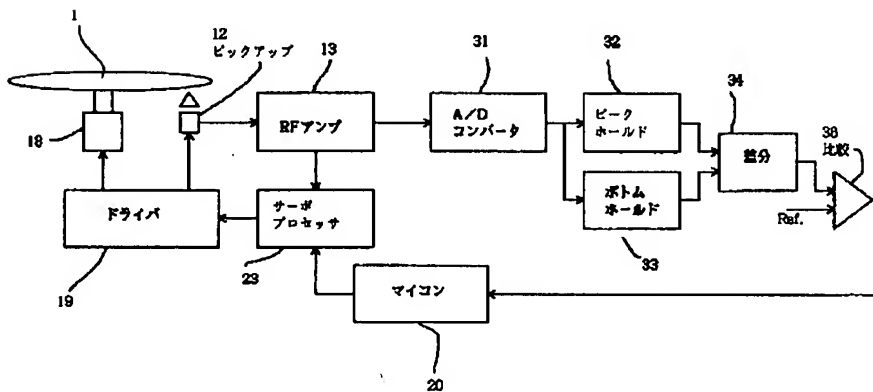 1
12
ピックアップ
13
RFアンプ
31
A/D
コンバータ
32
ピーク
ホールド
34
差分
38
比較
18
ドライバ
19
サーボ
プロセッサ
23
ボトム
ホールド
33
Ref.
マイコン
20